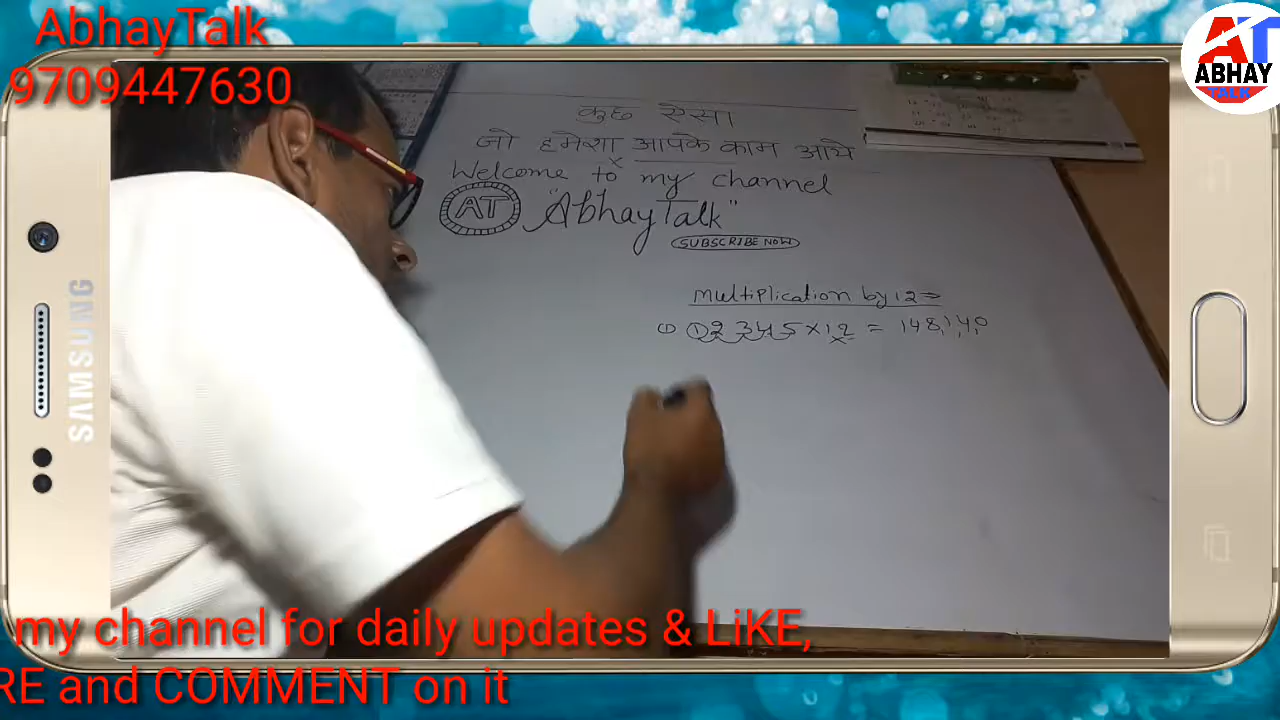 AbhayTalk
9709447630
AT
ABHAY
TALK
कुछ ऐसा
जो हमेशा आपके काम आये
Welcome to my channel
AT "AbhayTalk"
SUBSCRIBE NOW
Multiplication by 12 ⇒
① 12345 × 12 = 148,140
SAMSUNG
my channel for daily updates & LiKE,
RE and COMMENT on it